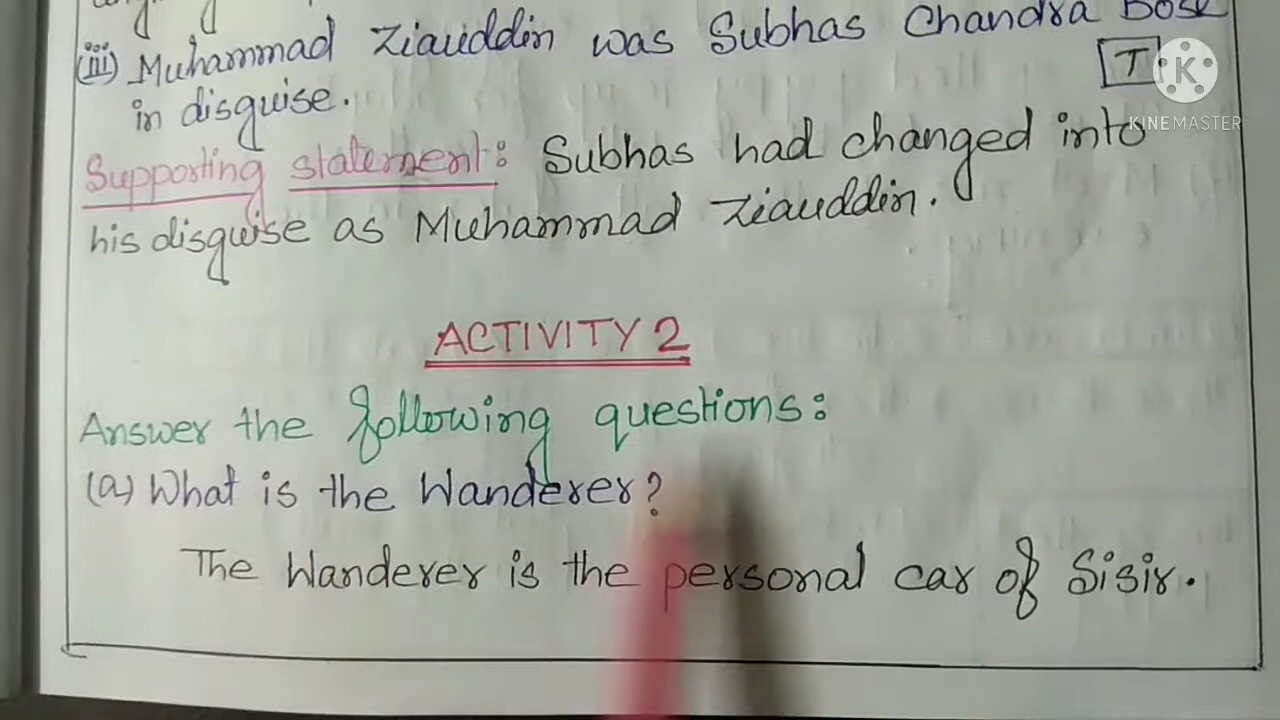 (iii) Muhammad Ziauddin was Subhas Chandra Bose
in disguise. T
K
KINEMASTER
Supporting statement: Subhas had changed into
his disguise as Muhammad Ziauddin.
ACTIVITY 2
Answer the following questions:
(a) What is the Wanderer?
The Wanderer is the personal car of Sisir.